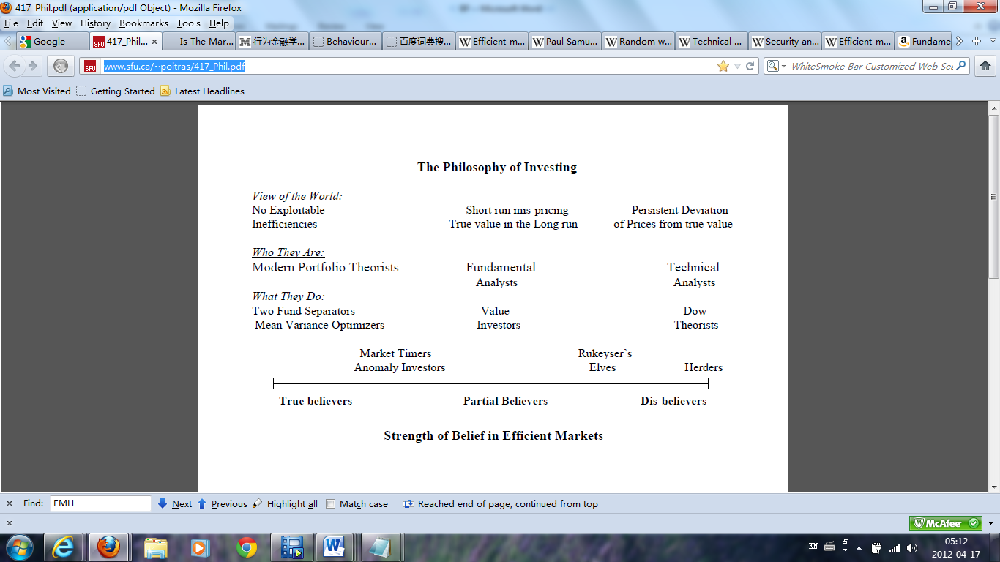 417_Phil.pdf (application/pdf Object) - Mozilla Firefox
File Edit View History Bookmarks Tools Help
Google 417_Phil... Is The Mar... 行为金融学... Behaviour... 百度词典搜... Efficient-m... Paul Samu... Random w... Technical ... Security an... Efficient-m... Fundame
SFU www.sfu.ca/~poitras/417_Phil.pdf WhiteSmoke Bar Customized Web Sea
Most Visited Getting Started Latest Headlines
The Philosophy of Investing
View of the World:
No Exploitable Short run mis-pricing Persistent Deviation
Inefficiencies True value in the Long run of Prices from true value
Who They Are:
Modern Portfolio Theorists Fundamental Technical
Analysts Analysts
What They Do:
Two Fund Separators Value Dow
Mean Variance Optimizers Investors Theorists
Market Timers Rukeyser`s
Anomaly Investors Elves Herders
True believers Partial Believers Dis-believers
Strength of Belief in Efficient Markets
Find: EMH Next Previous Highlight all Match case Reached end of page, continued from top
McAfee
EN 05:12
2012-04-17